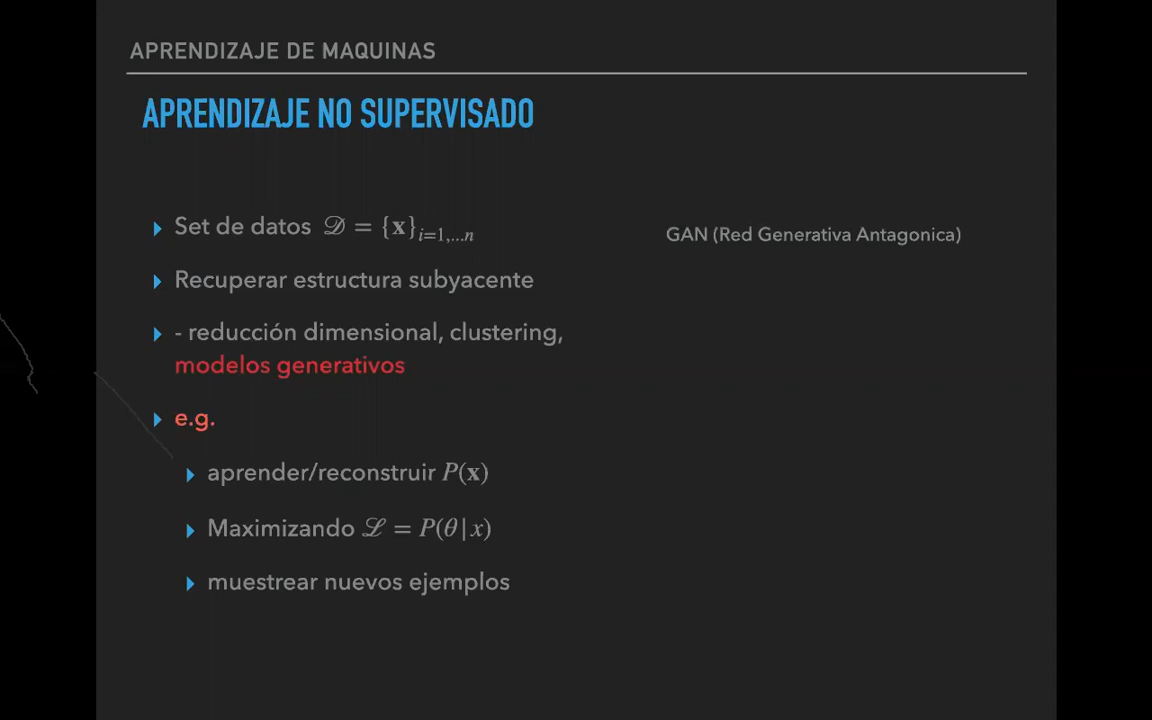 APRENDIZAJE DE MAQUINAS
APRENDIZAJE NO SUPERVISADO
Set de datos 𝒟 = {x}i=1,...n
GAN (Red Generativa Antagonica)
Recuperar estructura subyacente
- reducción dimensional, clustering,
modelos generativos
e.g.
aprender/reconstruir P(x)
Maximizando ℒ = P(θ|x)
muestrear nuevos ejemplos